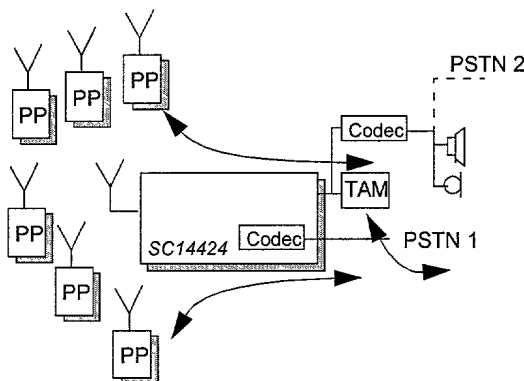 PP
PP
PP
PSTN 2
Codec
TAM
PP
SC14424
Codec
PSTN 1
PP
PP